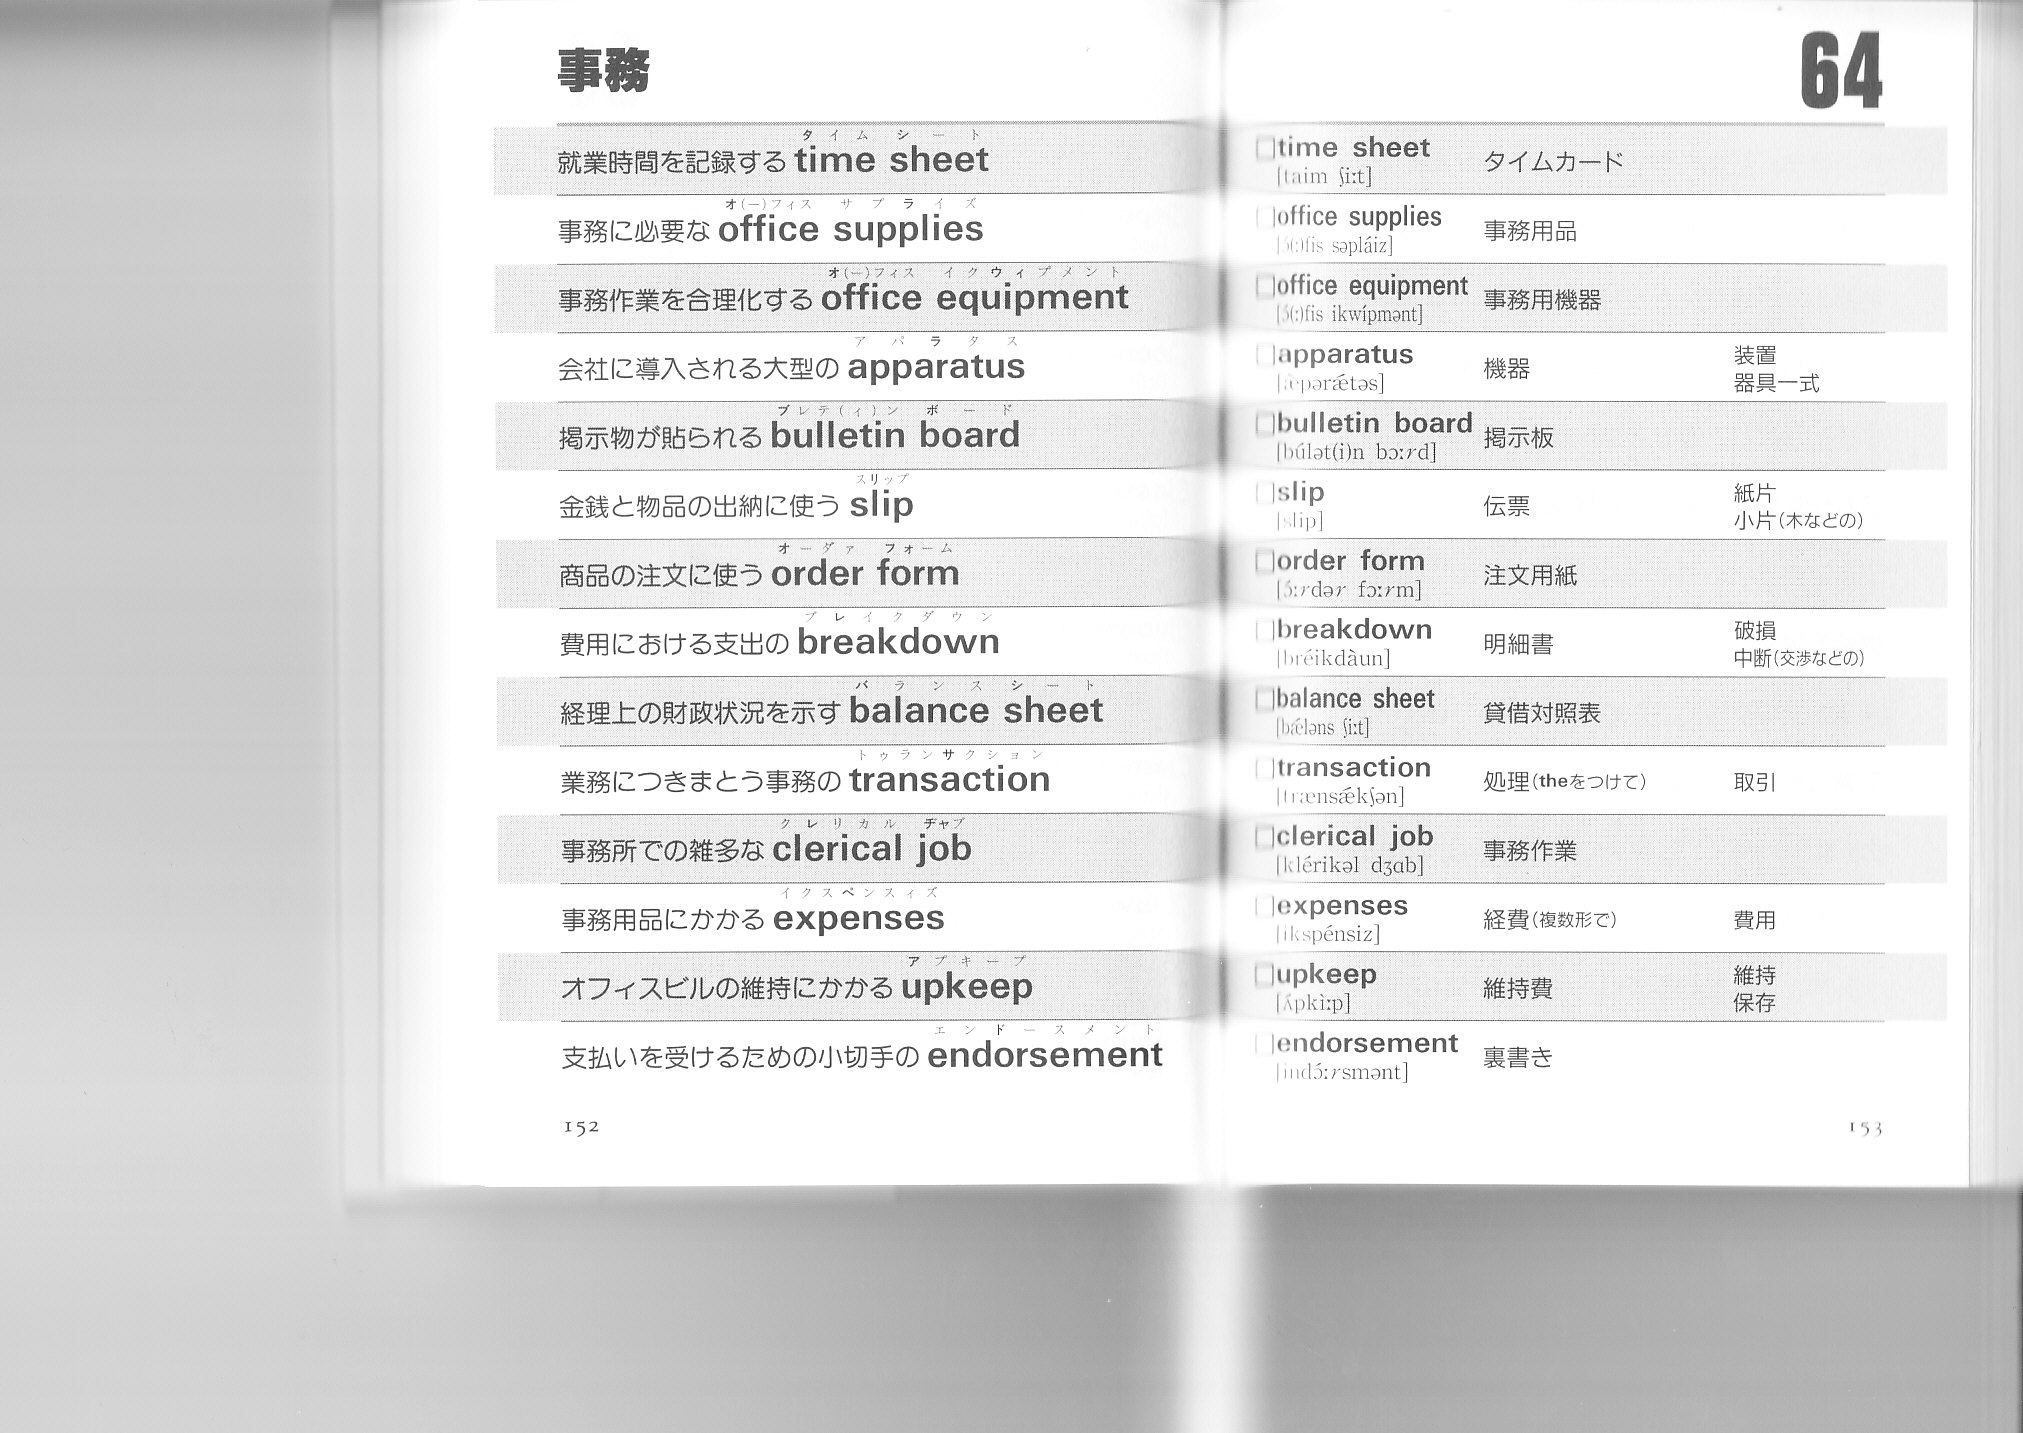 事務
タイムシート
就業時間を記録する time sheet
オ(ー)フィス サプライズ
事務に必要な office supplies
オ(ー)フィス イクウィプメント
事務作業を合理化する office equipment
アパラタス
会社に導入される大型の apparatus
ブレテ(ィ)ン ボード
掲示物が貼られる bulletin board
スリップ
金銭と物品の出納に使う slip
オーダァ フォーム
商品の注文に使う order form
ブレイクダウン
費用における支出の breakdown
バランスシート
経理上の財政状況を示す balance sheet
トゥランサクション
業務につきまとう事務の transaction
クレリカル ヂャブ
事務所での雑多な clerical job
イクスペンスィズ
事務用品にかかる expenses
アプキープ
オフィスビルの維持にかかる upkeep
エンドースメント
支払いを受けるための小切手の endorsement
152
64
time sheet タイムカード
[taim ʃiːt]
office supplies 事務用品
[ɔ́(ː)fis səpláiz]
office equipment 事務用機器
[ɔ́(ː)fis ikwípmənt]
apparatus 機器 装置
[æpərǽtəs] 器具一式
bulletin board 掲示板
[búlət(i)n bɔːrd]
slip 伝票 紙片
[slip] 小片(木などの)
order form 注文用紙
[ɔ́ːrdər fɔːrm]
breakdown 明細書 破損
[bréikdàun] 中断(交渉などの)
balance sheet 貸借対照表
[bǽləns ʃiːt]
transaction 処理(theをつけて) 取引
[trænsǽkʃən]
clerical job 事務作業
[klérikəl dʒɑb]
expenses 経費(複数形で) 費用
[ikspénsiz]
upkeep 維持費 維持
[ʌ́pkìːp] 保存
endorsement 裏書き
[indɔ́ːrsmənt]
153